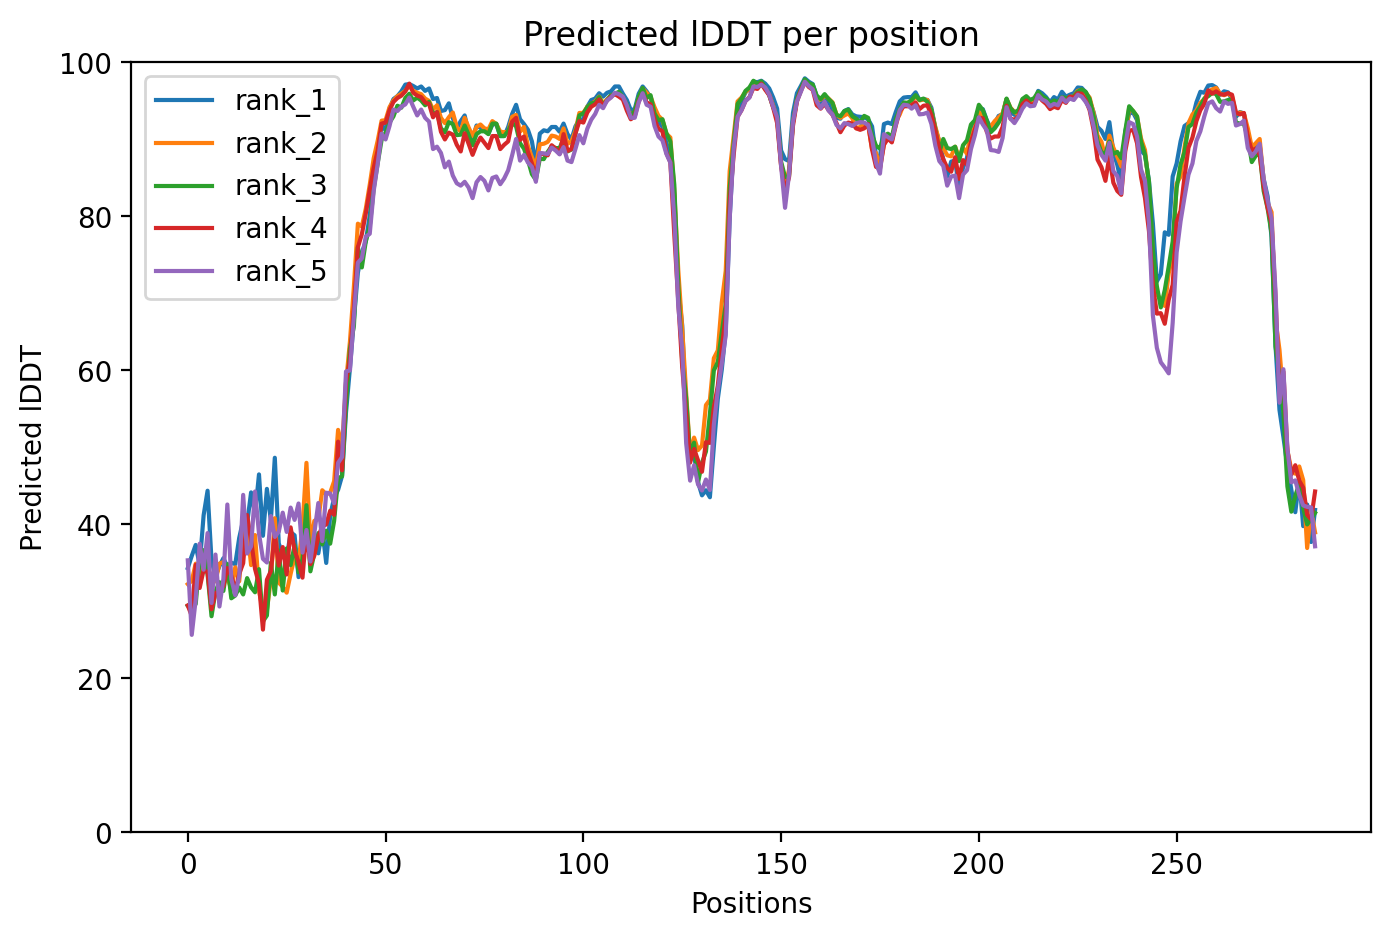 Predicted lDDT per position
100
80
60
40
20
0
Predicted lDDT
rank_1
rank_2
rank_3
rank_4
rank_5
0 50 100 150 200 250
Positions